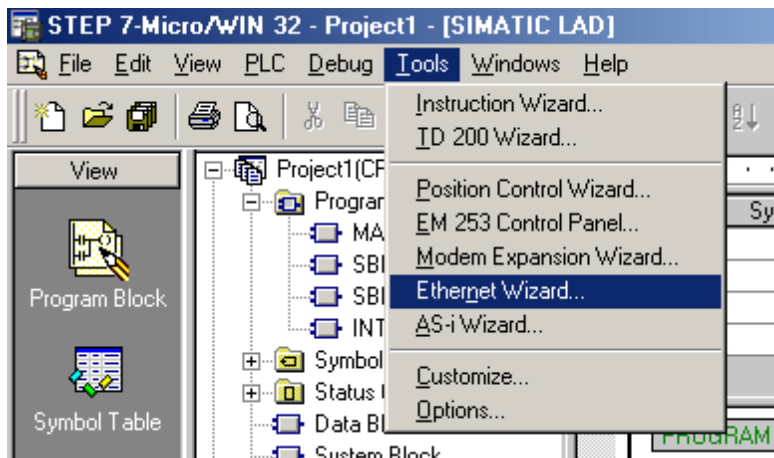 STEP 7-Micro/WIN 32 - Project1 - [SIMATIC LAD]
File Edit View PLC Debug Tools Windows Help
Instruction Wizard...
TD 200 Wizard...
Position Control Wizard...
EM 253 Control Panel...
Modem Expansion Wizard...
Ethernet Wizard...
AS-i Wizard...
Customize...
Options...
View
Program Block
Symbol Table
Project1(CP
Program
MA
SBI
SBI
INT
Symbol
Status
Data Bl
System Block
Sy
PROGRAM